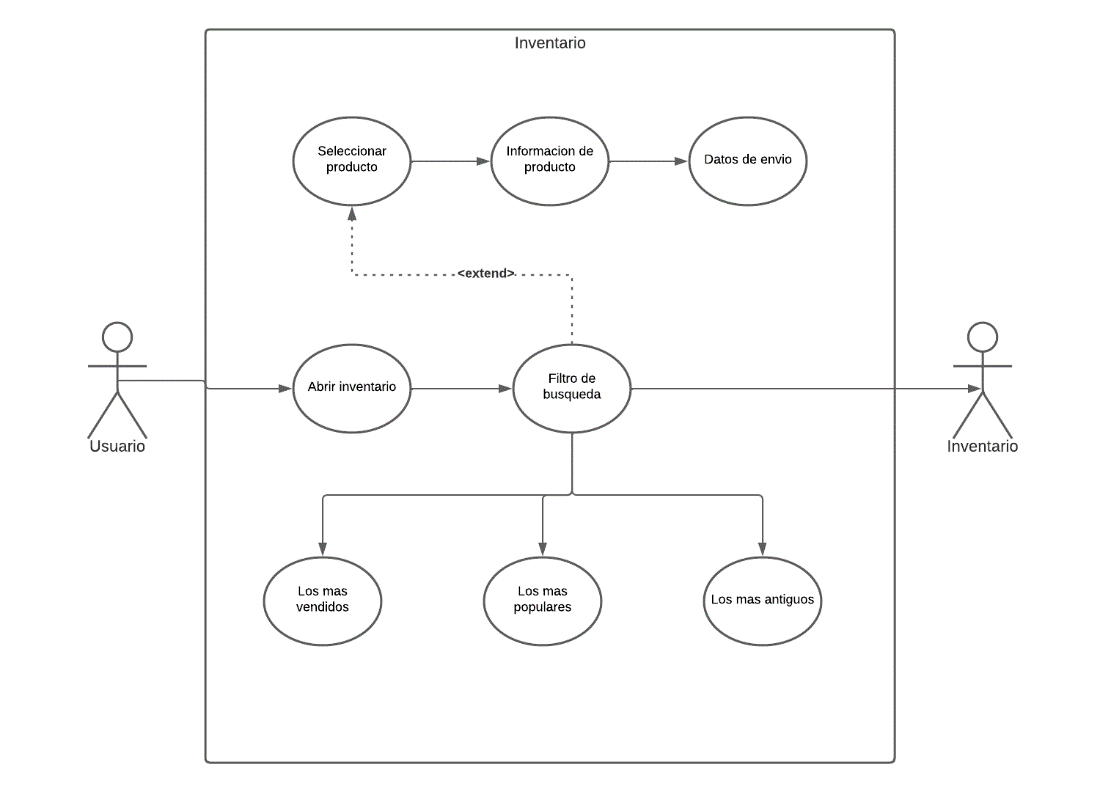 Inventario
Seleccionar
producto
Informacion de
producto
Datos de envio
<extend>
Usuario
Abrir inventario
Filtro de
busqueda
Inventario
Los mas
vendidos
Los mas
populares
Los mas antiguos